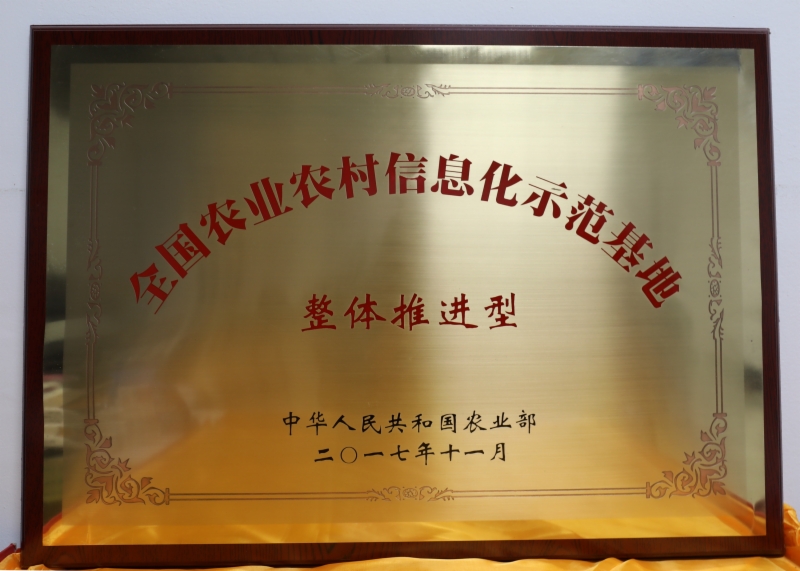 全国农业农村信息化示范基地
整体推进型
中华人民共和国农业部
二〇一七年十一月